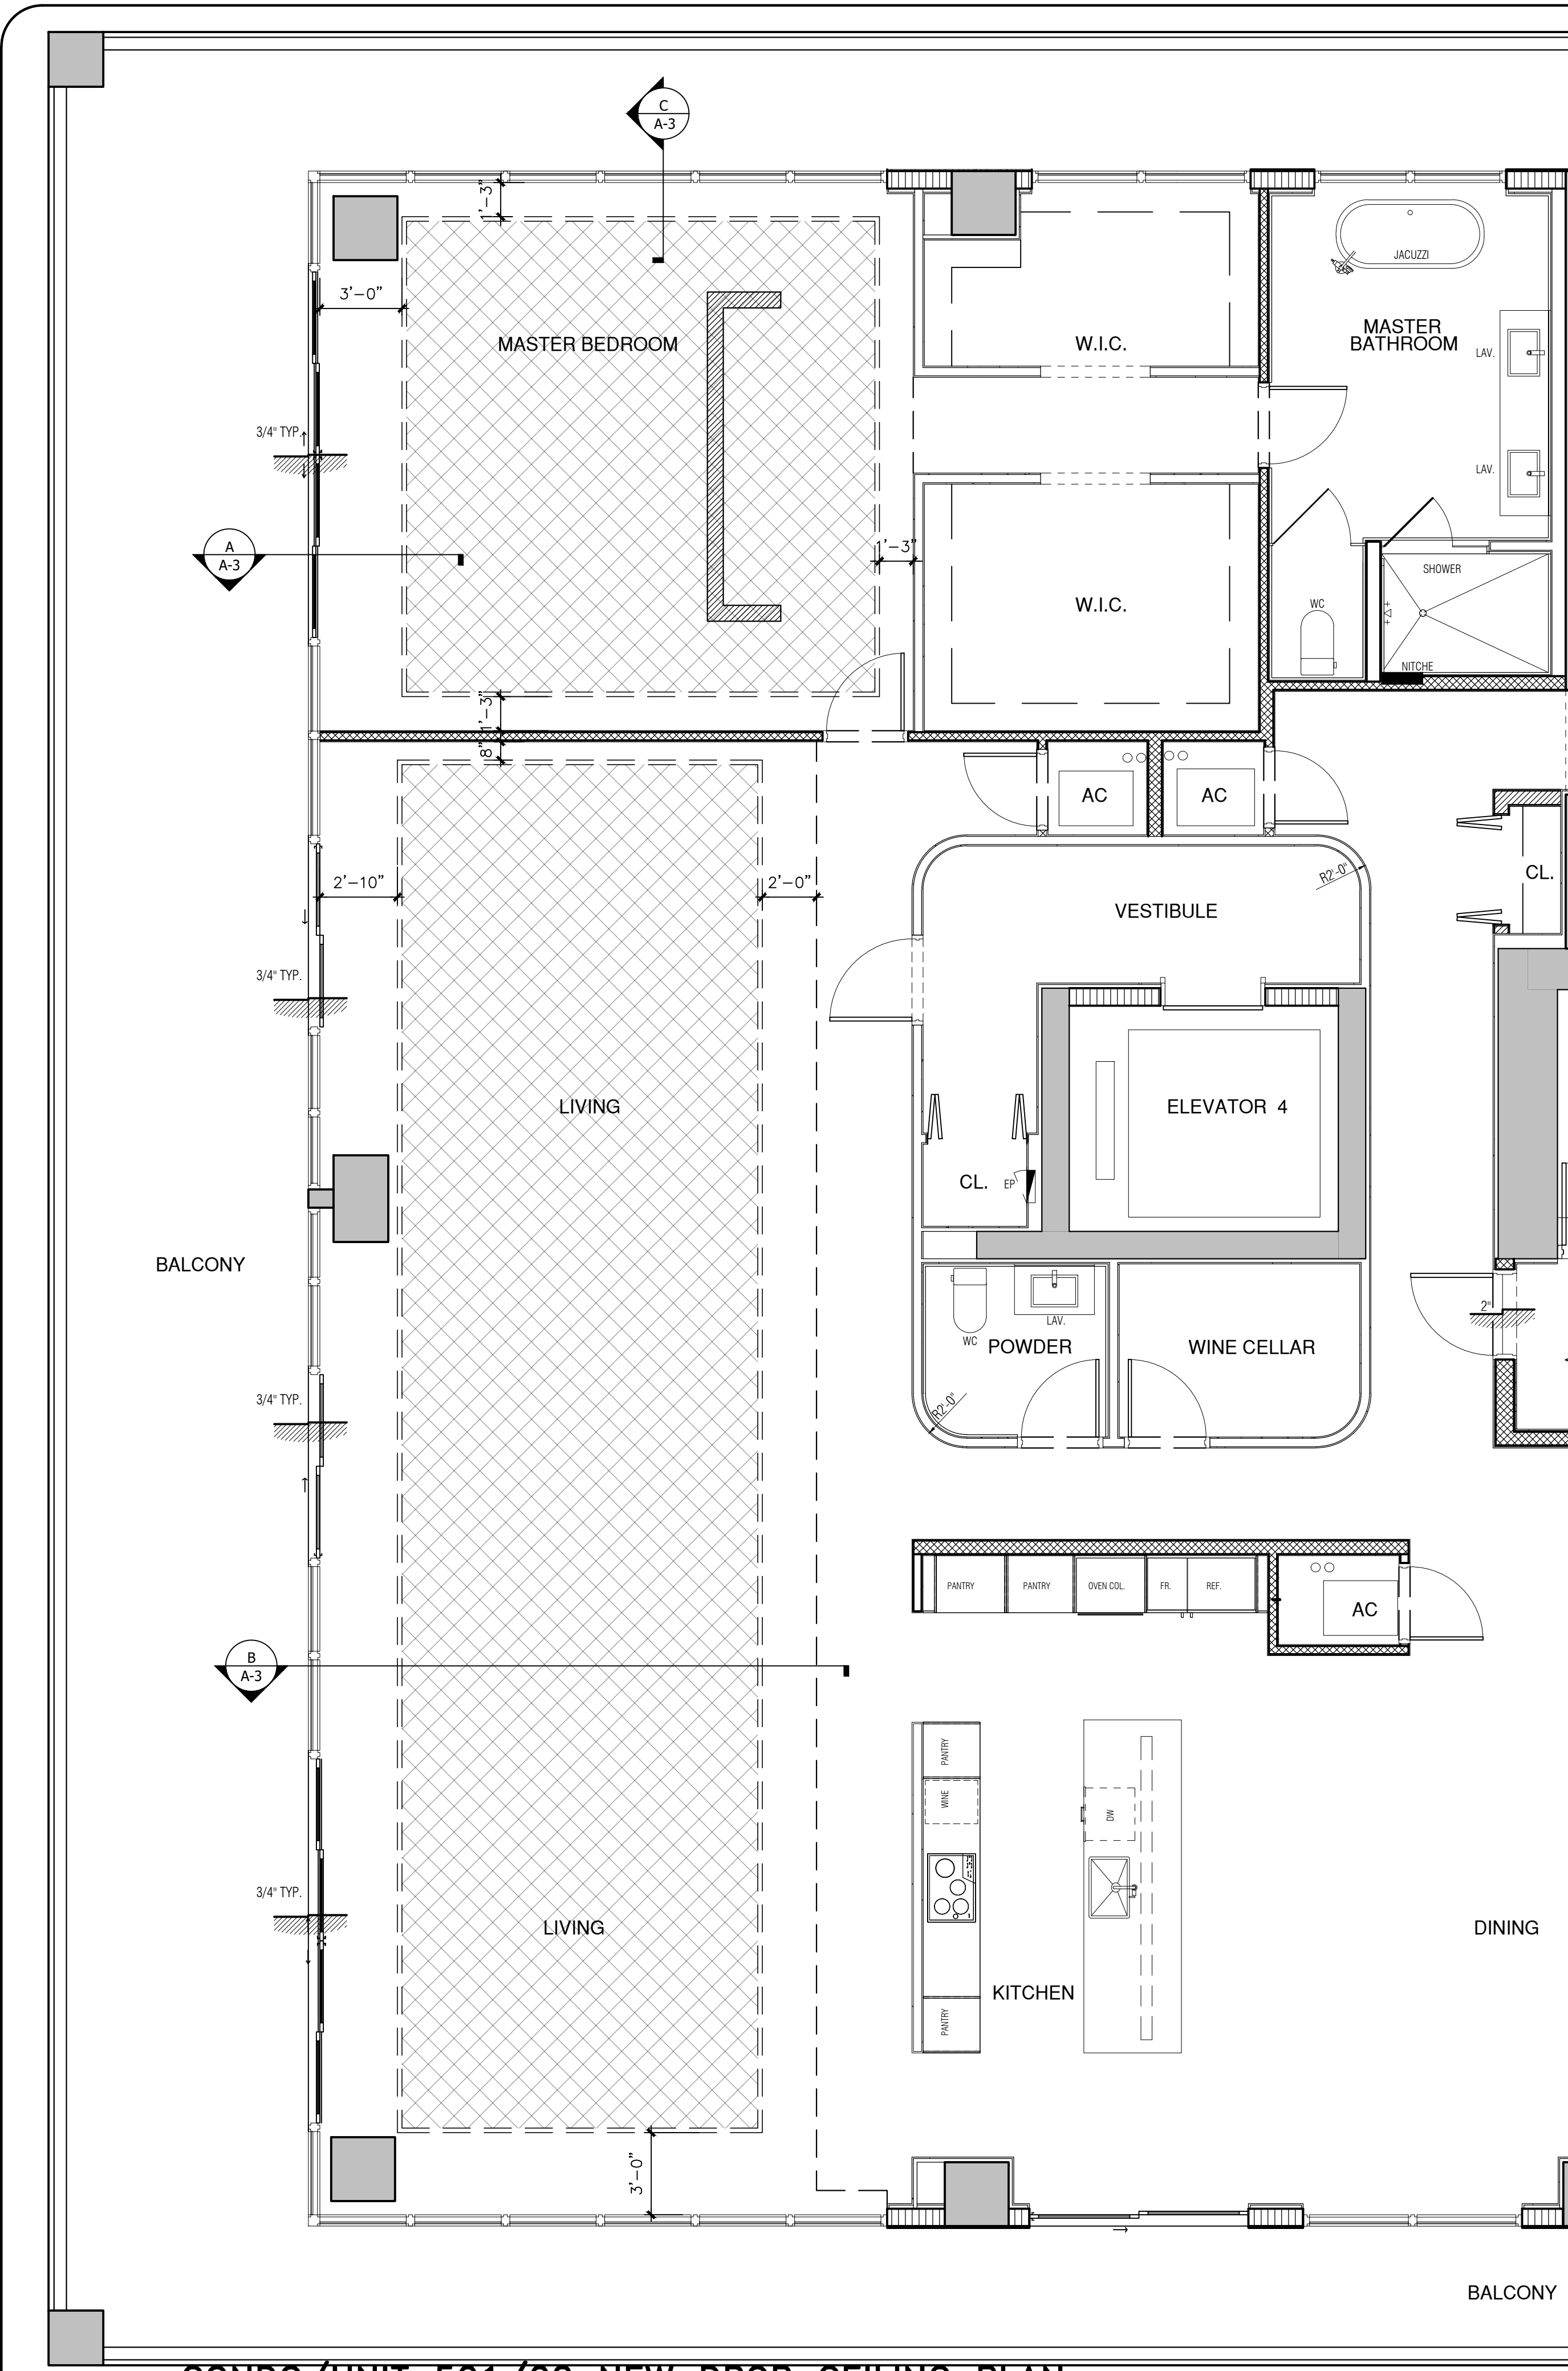 C
A-3
1'-3"
3'-0"
MASTER BEDROOM
W.I.C.
JACUZZI
MASTER
BATHROOM
LAV.
3/4" TYP.
LAV.
A
A-3
1'-3"
W.I.C.
SHOWER
WC
NITCHE
1'-3"
8"
AC
AC
2'-10"
2'-0"
VESTIBULE
R2'-0"
CL.
3/4" TYP.
LIVING
ELEVATOR 4
CL.
EP
BALCONY
2"
LAV.
WC
POWDER
WINE CELLAR
3/4" TYP.
R2'-0"
PANTRY
PANTRY
OVEN COL.
FR.
REF.
AC
B
A-3
PANTRY
WINE
DW
3/4" TYP.
LIVING
DINING
KITCHEN
PANTRY
3'-0"
BALCONY